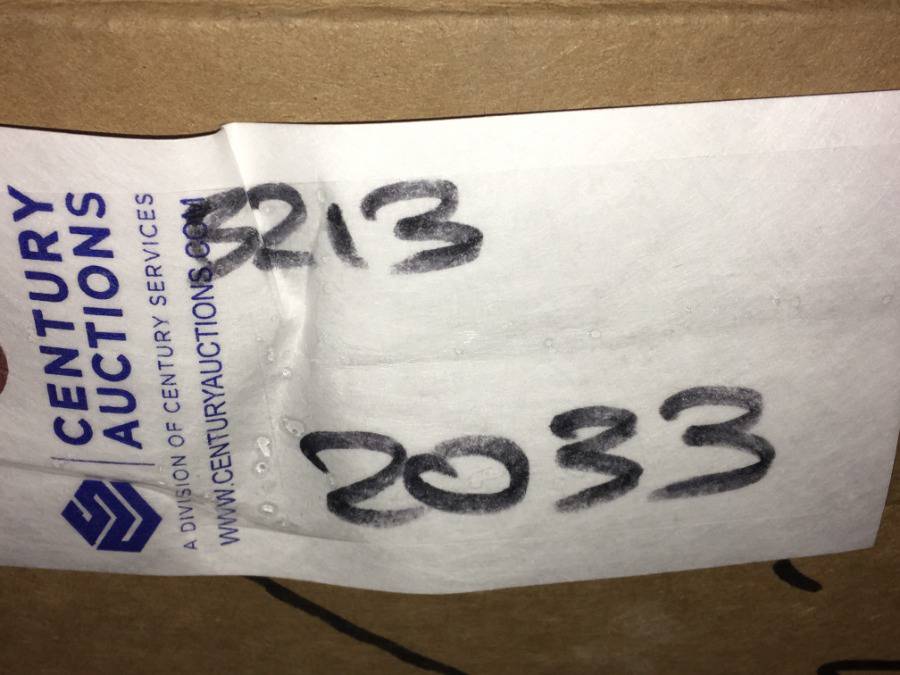 CENTURY
AUCTIONS
A DIVISION OF CENTURY SERVICES
WWW.CENTURYAUCTIONS.COM
3213
2033